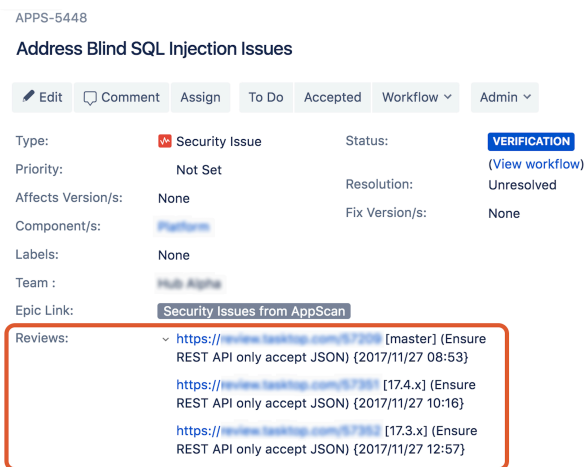 APPS-5448
Address Blind SQL Injection Issues
Edit Comment Assign To Do Accepted Workflow Admin
Type: Security Issue Status: VERIFICATION
(View workflow)
Priority: Not Set
Resolution: Unresolved
Affects Version/s: None
Fix Version/s: None
Component/s:
Labels: None
Team :
Epic Link: Security Issues from AppScan
Reviews: https:// [master] (Ensure
REST API only accept JSON) {2017/11/27 08:53}
https:// [17.4.x] (Ensure
REST API only accept JSON) {2017/11/27 10:16}
https:// [17.3.x] (Ensure
REST API only accept JSON) {2017/11/27 12:57}